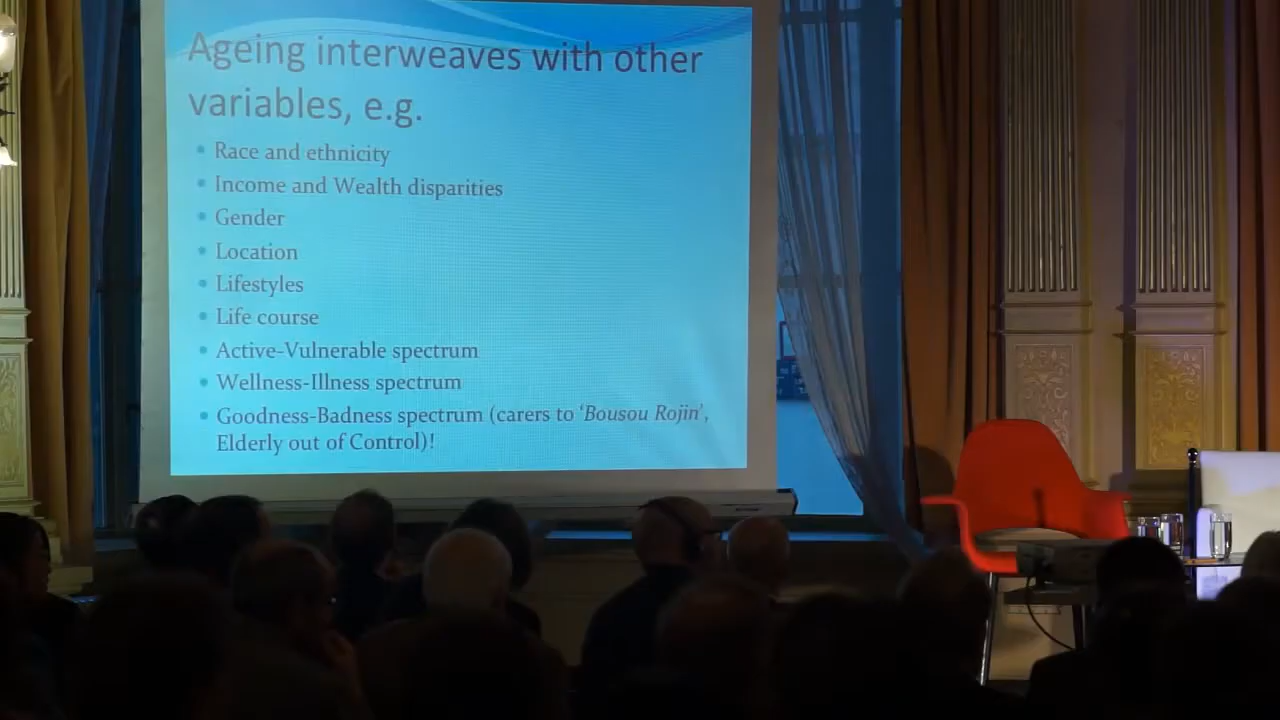 Ageing interweaves with other
variables, e.g.
• Race and ethnicity
• Income and Wealth disparities
• Gender
• Location
• Lifestyles
• Life course
• Active-Vulnerable spectrum
• Wellness-Illness spectrum
• Goodness-Badness spectrum (carers to ‘Bousou Rojin’,
Elderly out of Control)!